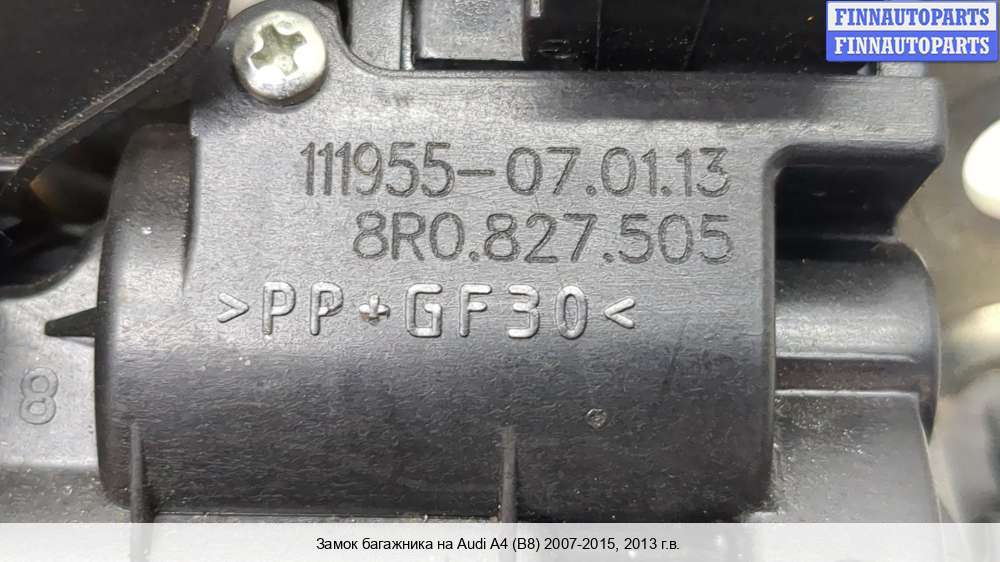 FINNAUTOPARTS
FINNAUTOPARTS
111955-07.01.13
8R0.827.505
>PP+GF30<
8
Замок багажника на Audi A4 (B8) 2007-2015, 2013 г.в.